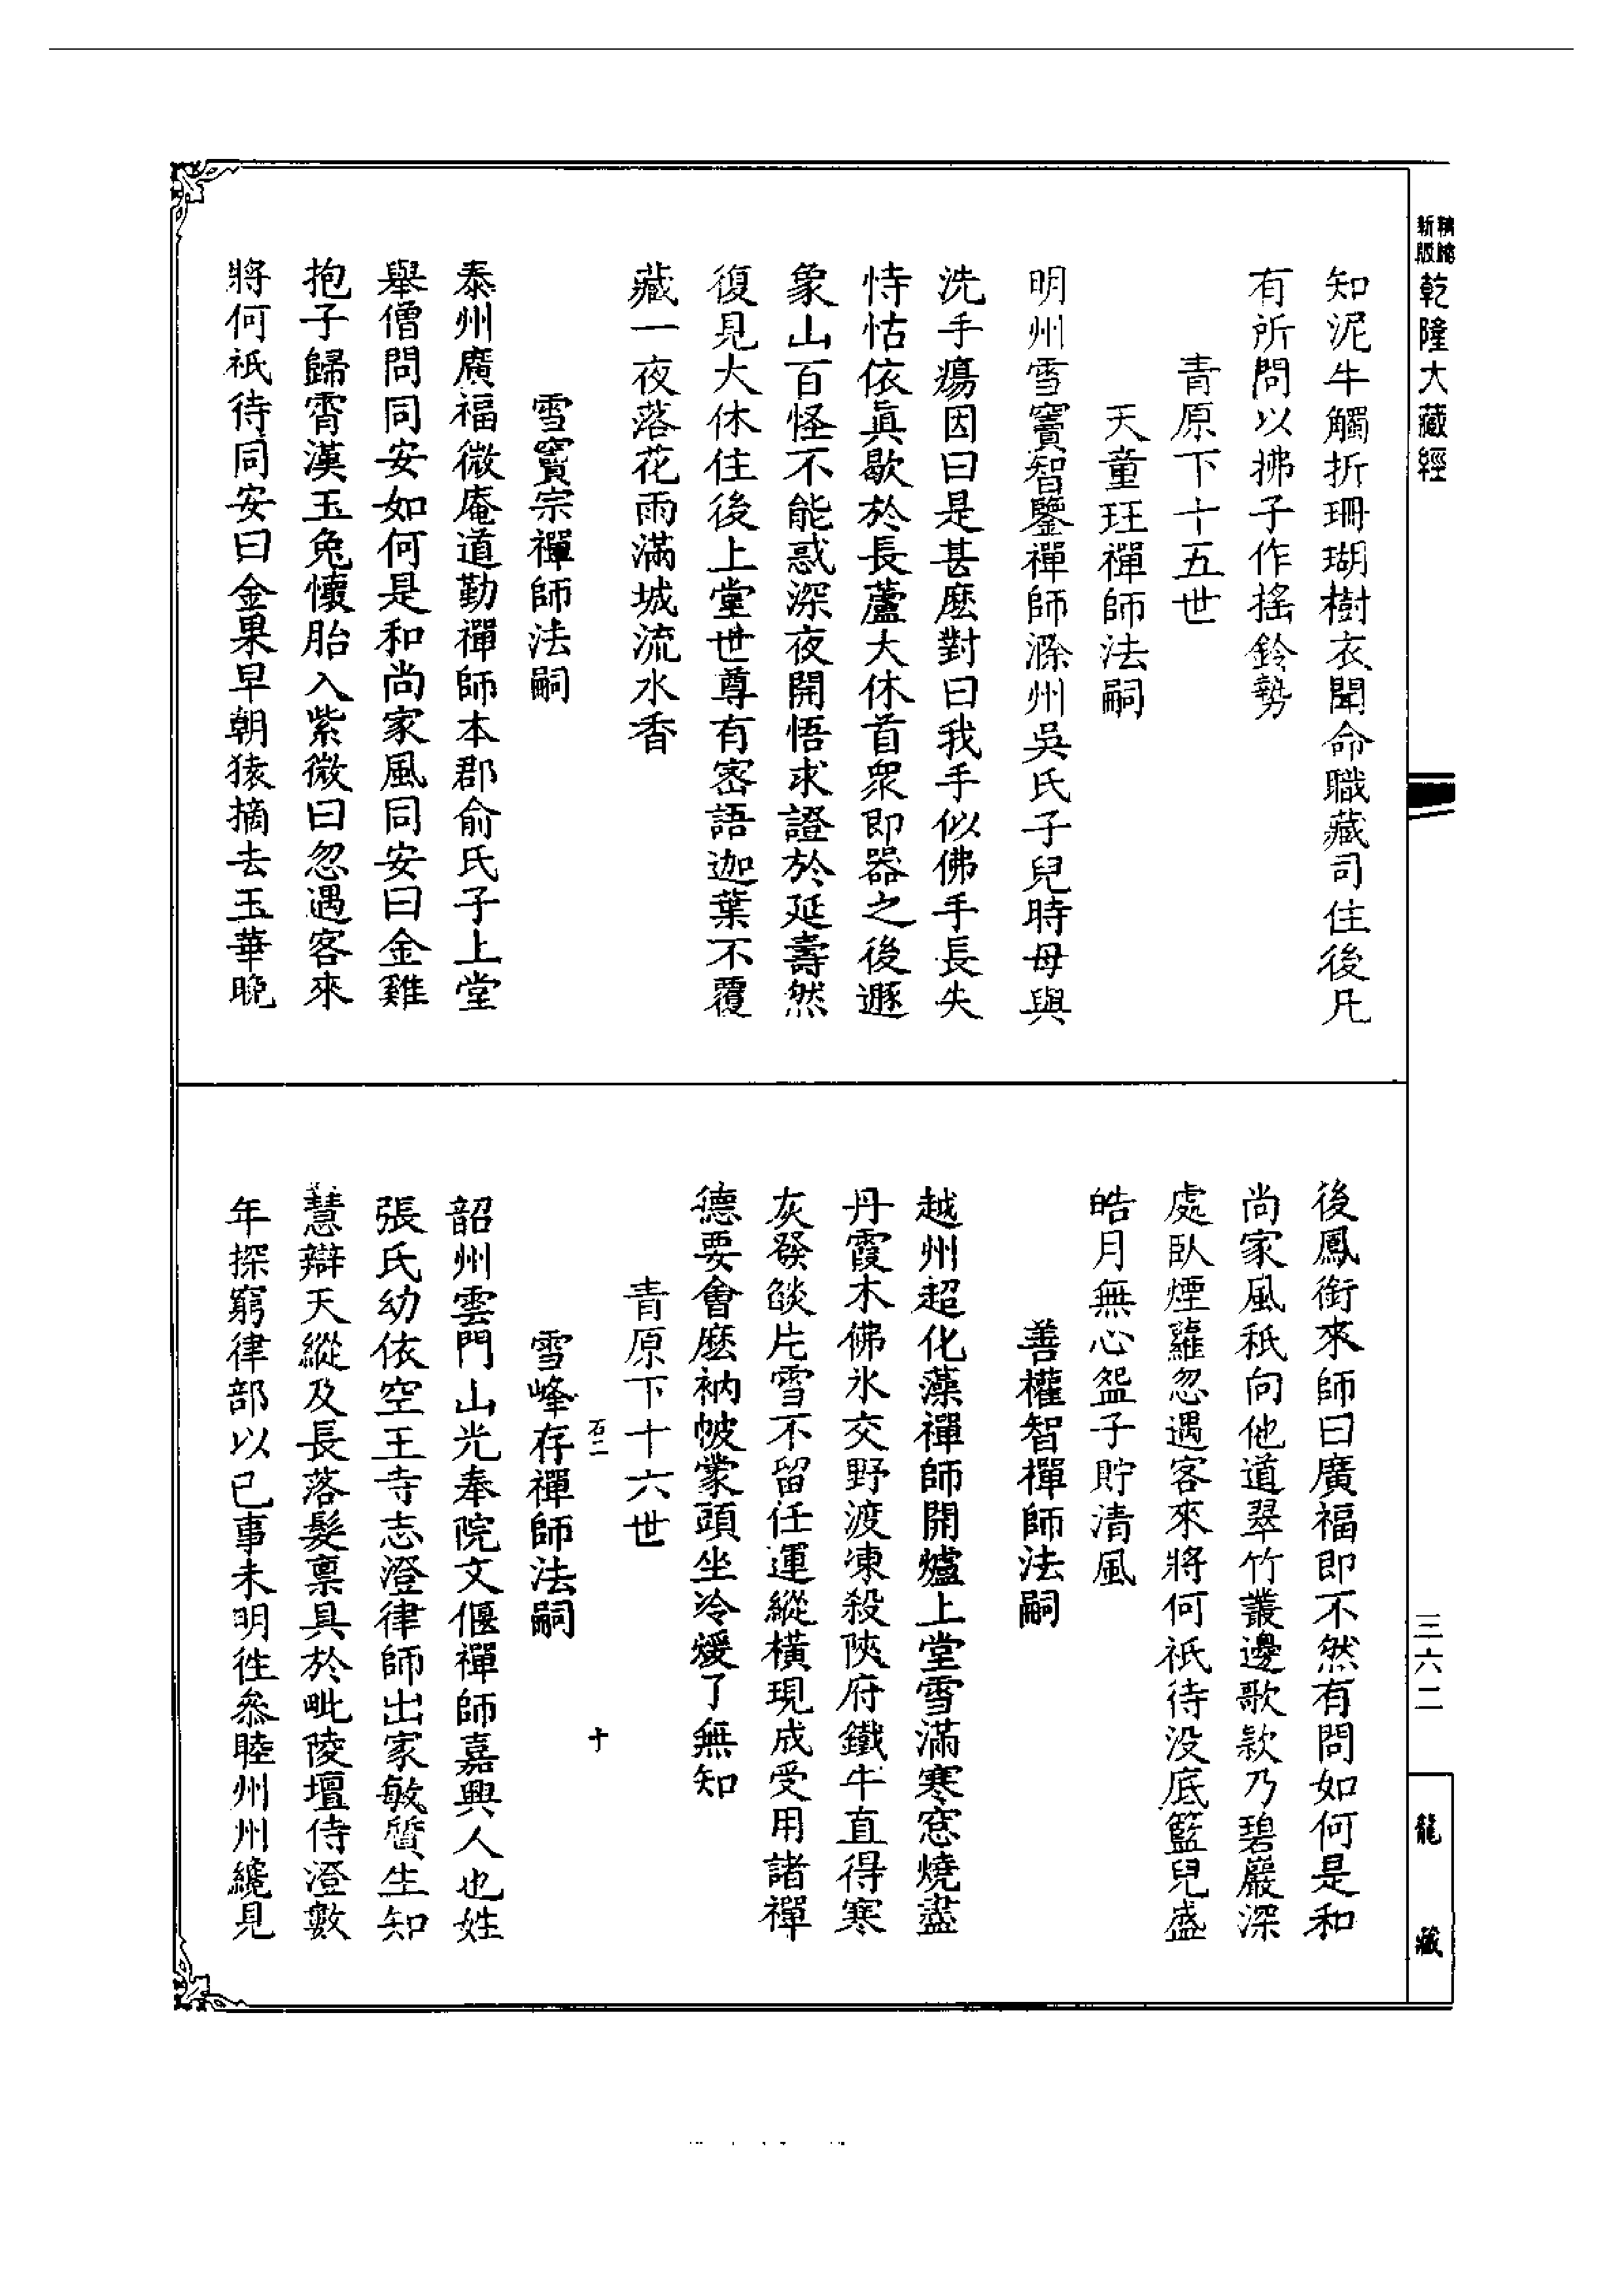 精縮
新版
乾隆大藏經
知泥牛觸折珊瑚樹衣聞命職藏司住後凡
有所問以拂子作搖鈴勢
青原下十五世
天童玨禪師法嗣
明州雪竇智鑒禪師滁州吳氏子兒時母與
洗手瘍因曰是甚麽對曰我手似佛手長失
恃怙依眞歇於長蘆大休首衆即器之後遯
象山百怪不能惑深夜開悟求證於延壽然
復見大休住後上堂世尊有密語迦葉不覆
藏一夜落花雨滿城流水香
雪竇宗禪師法嗣
泰州廣福微庵道勤禪師本郡俞氏子上堂
舉僧問同安如何是和尚家風同安曰金雞
抱子歸霄漢玉兔懷胎入紫微曰忽遇客來
將何祇待同安曰金果早朝猿摘去玉華晚
後鳳銜來師曰廣福即不然有問如何是和
尚家風秖向他道翠竹叢邊歌款乃碧巖深
處臥煙蘿忽遇客來將何祇待没底籃兒盛
皓月無心盌子貯清風
善權智禪師法嗣
越州超化藻禪師開爐上堂雪滿寒窓燒盡
丹霞木佛氷交野渡凍殺陝府鐵牛直得寒
灰發燄片雪不留任運縱橫現成受用諸禪
德要會麽衲帔蒙頭坐冷煖了無知
青原下十六世
石二
十
雪峰存禪師法嗣
韶州雲門山光奉院文偃禪師嘉興人也姓
張氏幼依空王寺志澄律師出家敏質生知
慧辯天縱及長落髮稟具於毗陵壇侍澄數
年探窮律部以已事未明徃叅睦州州纔見
三六二
龍藏